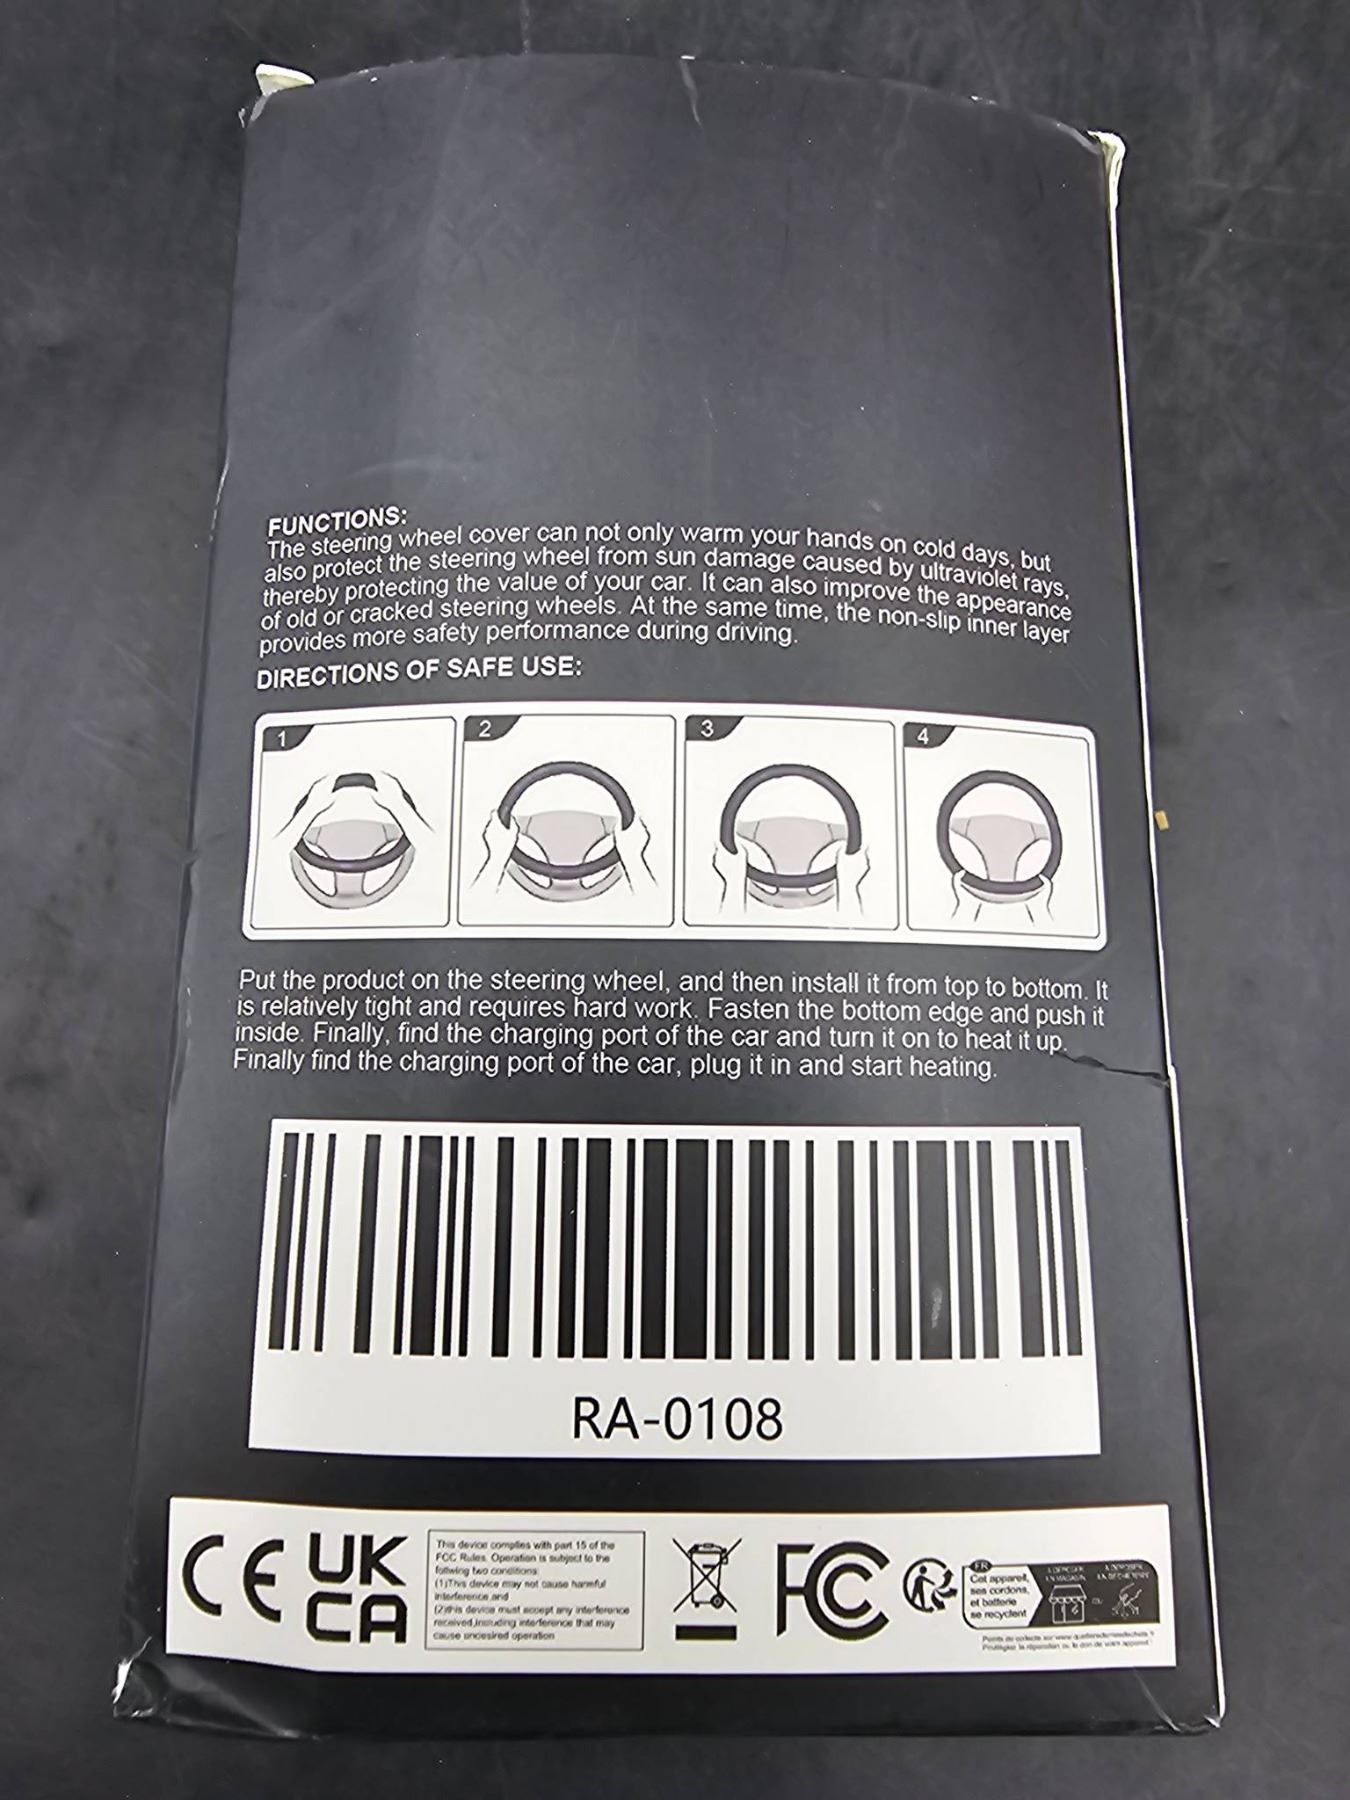 FUNCTIONS:
The steering wheel cover can not only warm your hands on cold days, but
also protect the steering wheel from sun damage caused by ultraviolet rays,
thereby protecting the value of your car. It can also improve the appearance
of old or cracked steering wheels. At the same time, the non-slip inner layer
provides more safety performance during driving.
DIRECTIONS OF SAFE USE:
1
2
3
4
Put the product on the steering wheel, and then install it from top to bottom. It
is relatively tight and requires hard work. Fasten the bottom edge and push it
inside. Finally, find the charging port of the car and turn it on to heat it up.
Finally find the charging port of the car, plug it in and start heating.
RA-0108
CE
UK
CA
This device complies with part 15 of the
FCC Rules. Operation is subject to the
follwing two conditions:
(1)This device may not cause harmful
interference,and
(2)this device must accept any interference
received,including interference that may
cause undesired operation
FC
FR
Cet appareil,
ses cordons,
et batterie
se recyclent
À DÉPOSER
EN MAGASIN
OU
À DÉPOSER
EN DÉCHÈTERIE